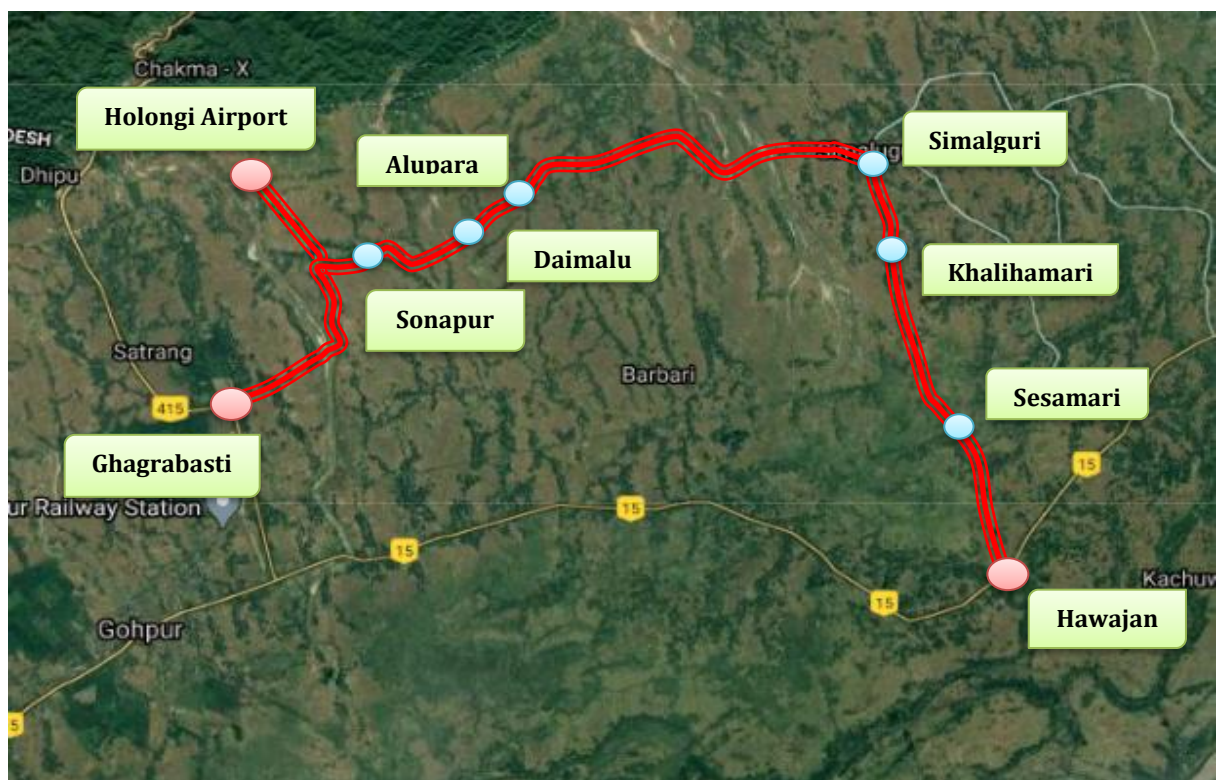 Chakma - X
Holongi Airport
DESH
Dhipu
Alupara
Simalguri
Daimalu
Khalihamari
Sonapur
Satrang
Barbari
415
Sesamari
Ghagrabasti
15
ur Railway Station
15
15
15
Kachuw
Gohpur
Hawajan
5